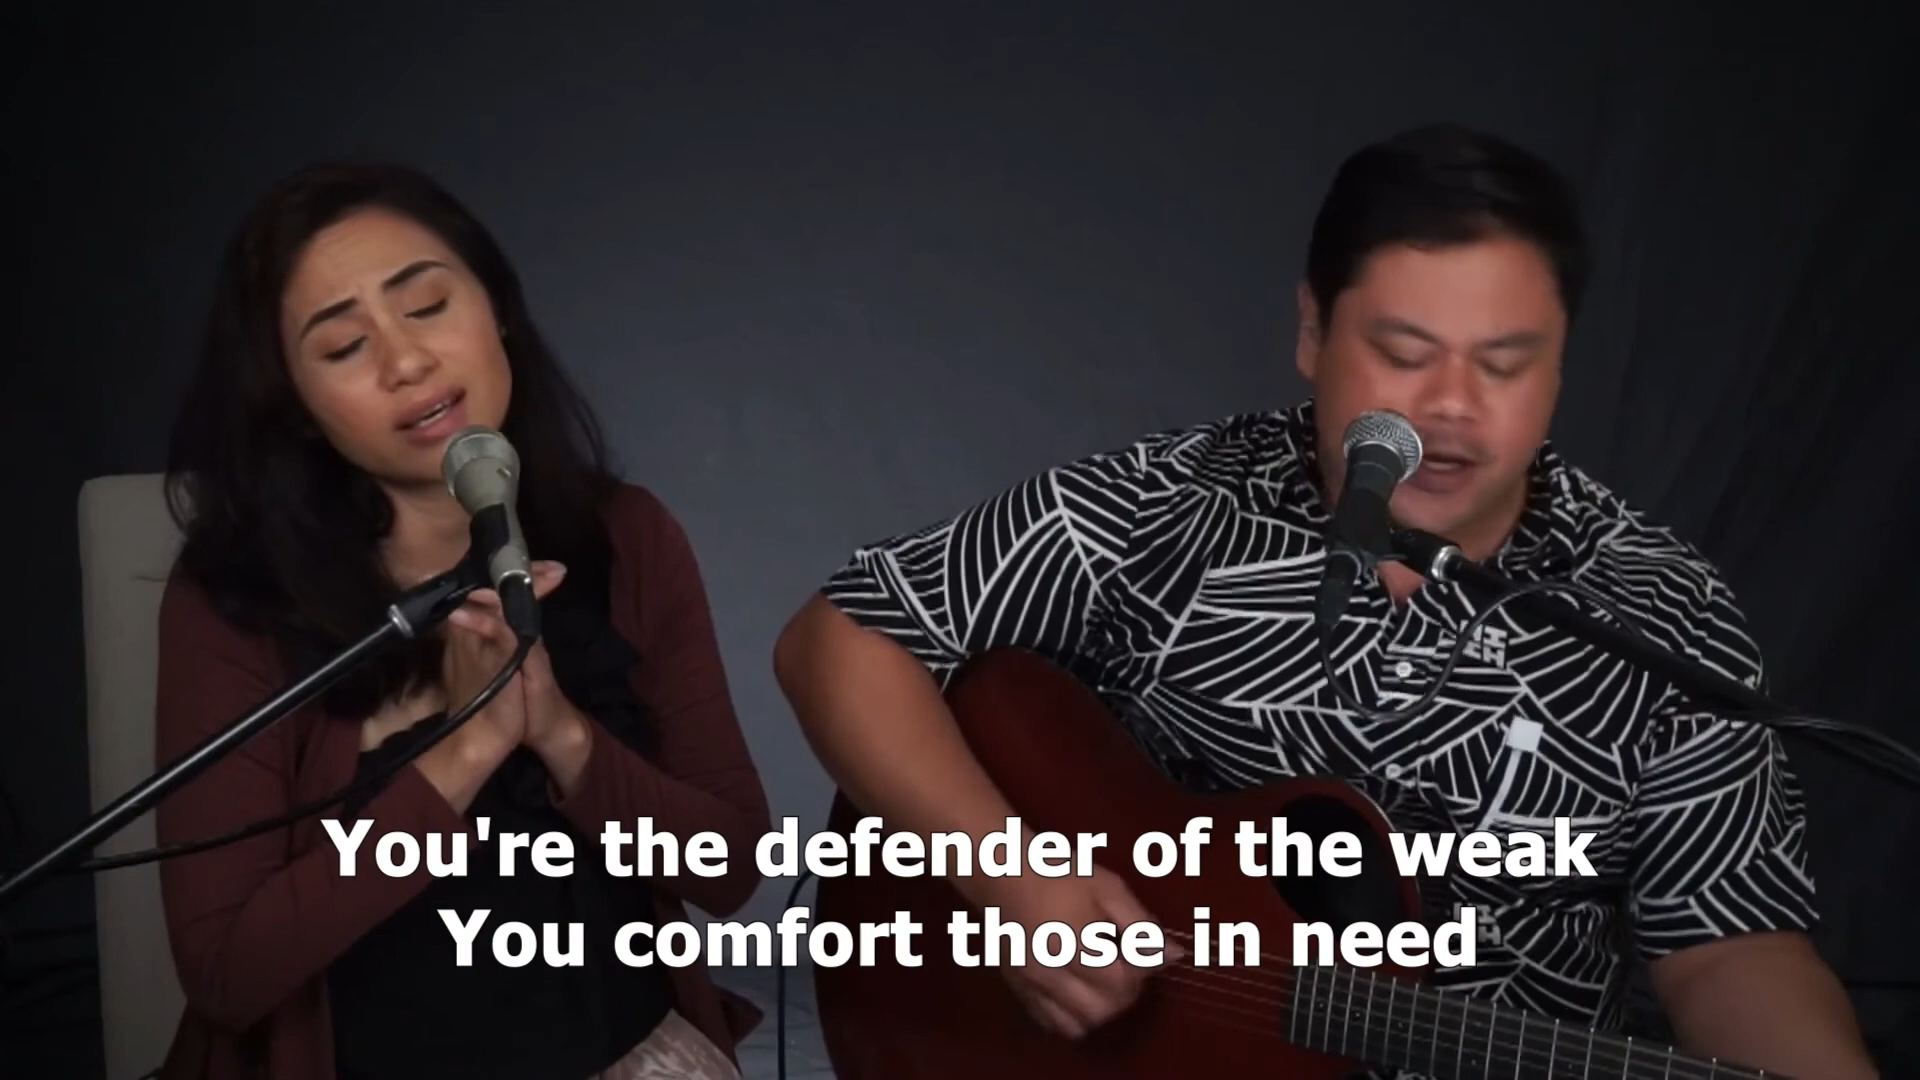 You're the defender of the weak
You comfort those in need